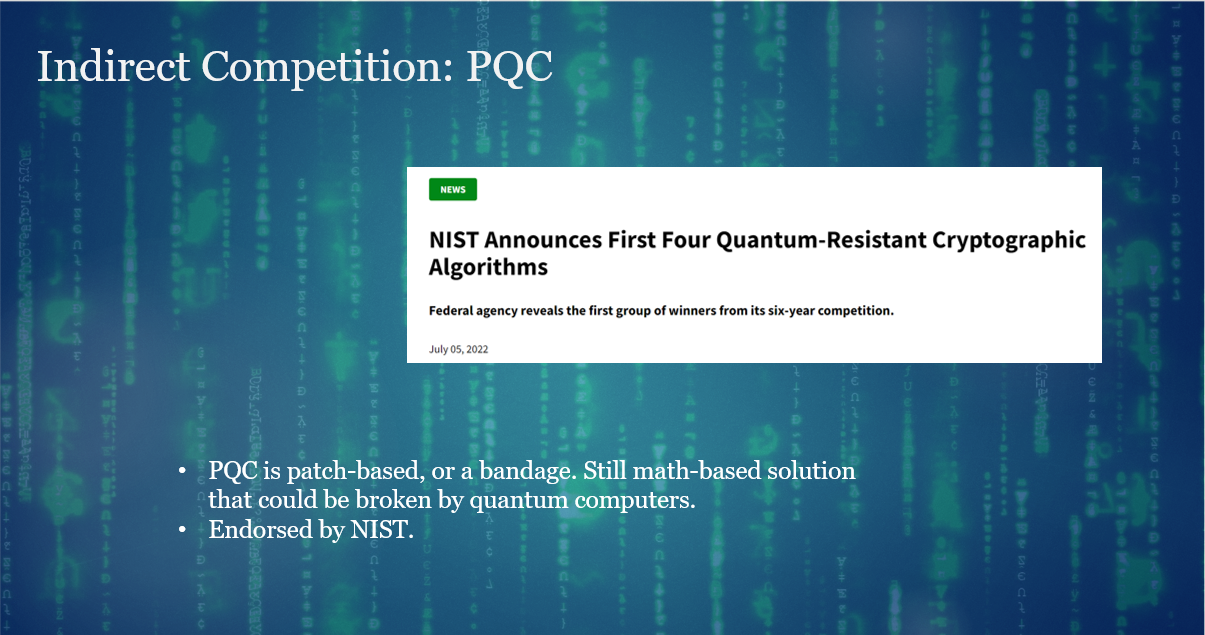 Indirect Competition: PQC
NEWS
NIST Announces First Four Quantum-Resistant Cryptographic
Algorithms
Federal agency reveals the first group of winners from its six-year competition.
July 05, 2022
• PQC is patch-based, or a bandage. Still math-based solution
that could be broken by quantum computers.
• Endorsed by NIST.